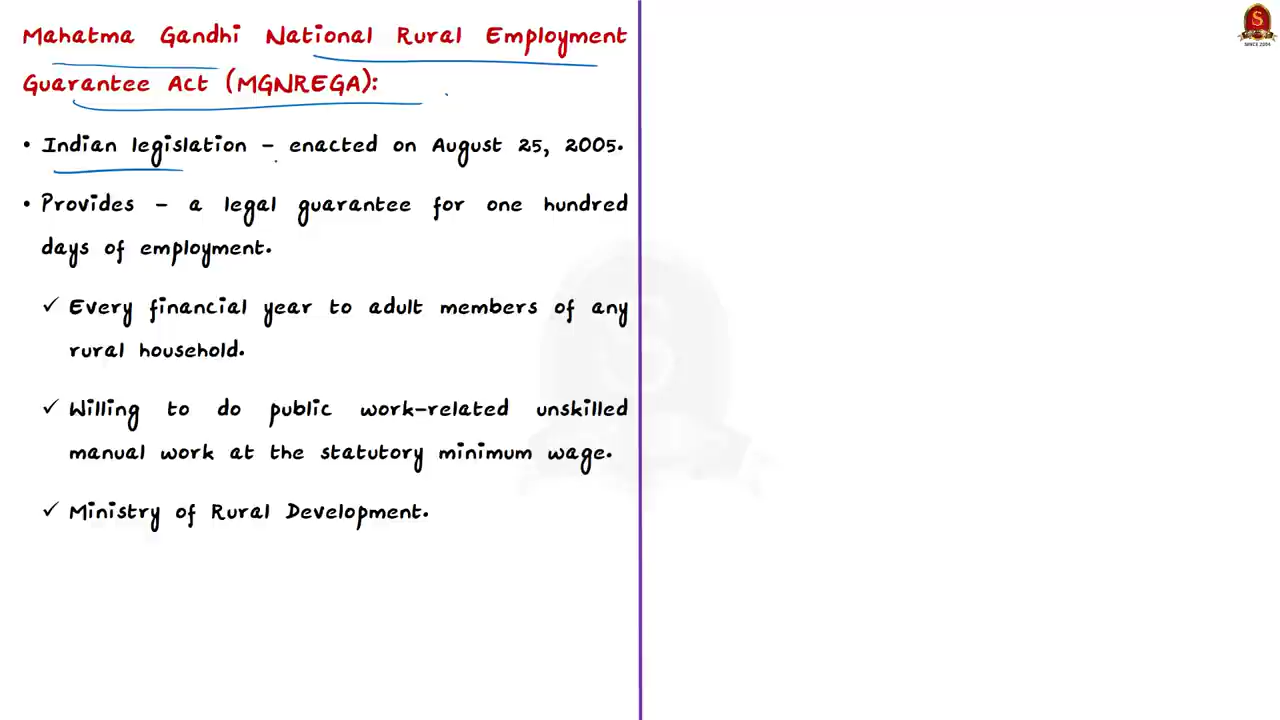 Mahatma Gandhi National Rural Employment
Guarantee Act (MGNREGA):
• Indian legislation – enacted on August 25, 2005.
• Provides – a legal guarantee for one hundred
days of employment.
✓ Every financial year to adult members of any
rural household.
✓ Willing to do public work-related unskilled
manual work at the statutory minimum wage.
✓ Ministry of Rural Development.
S
SINCE 2004